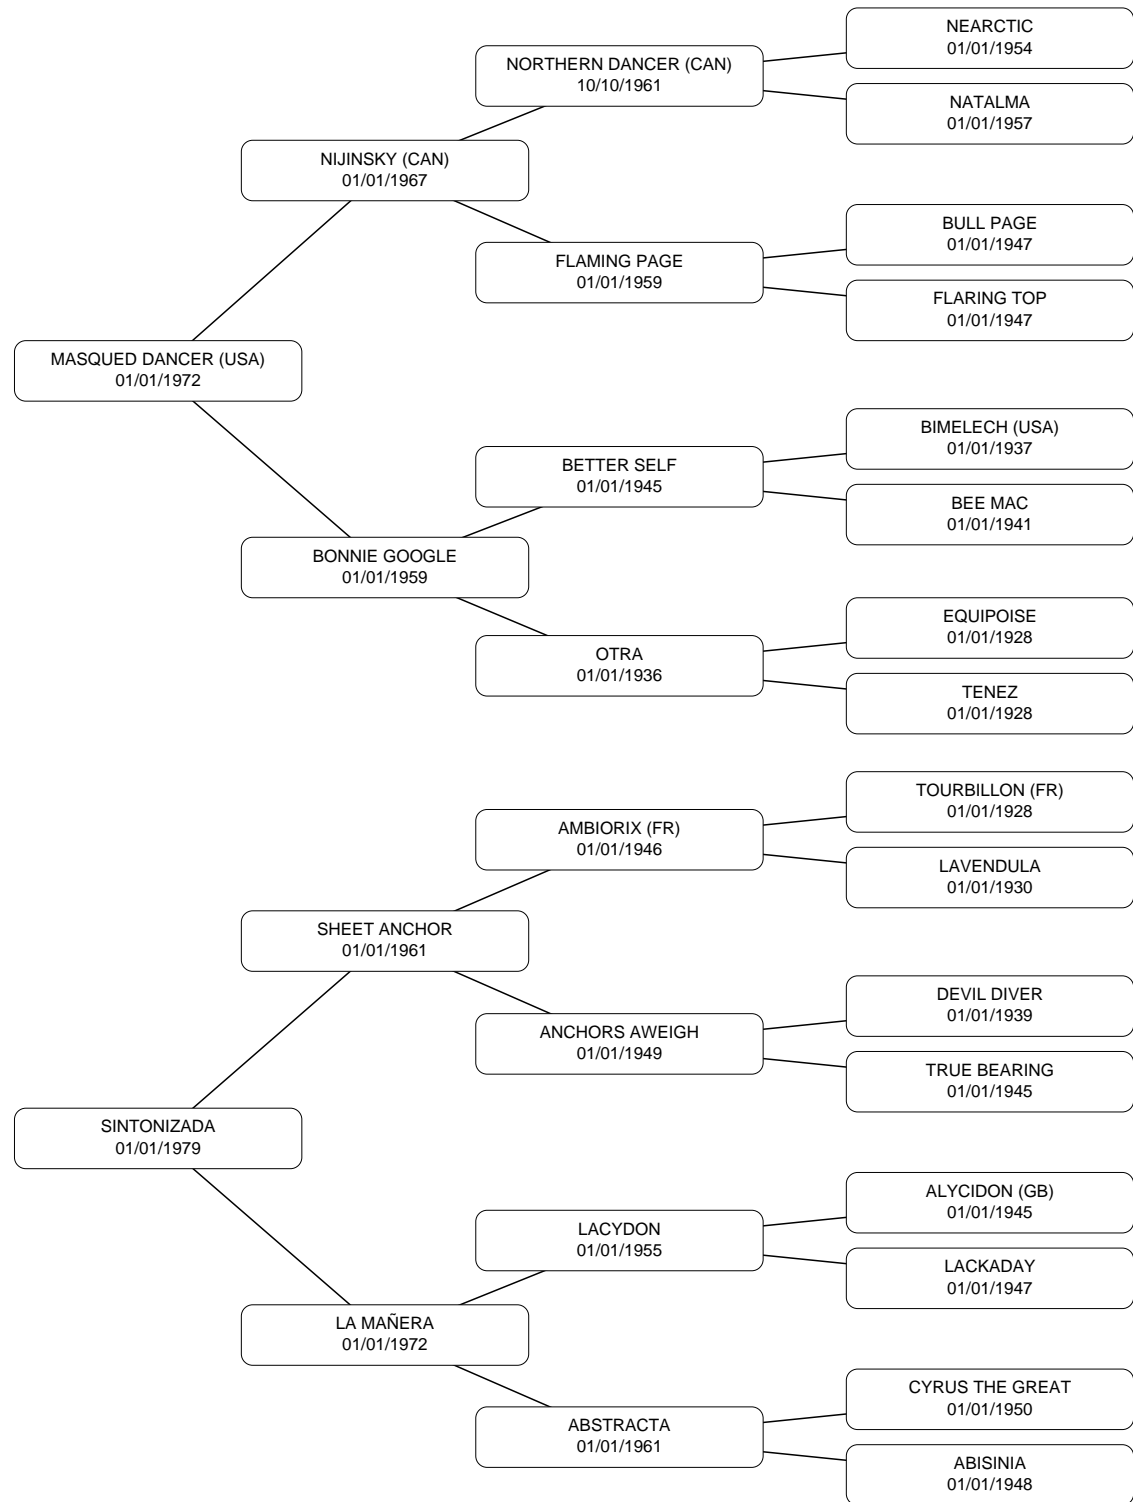 NEARCTIC
01/01/1954
NORTHERN DANCER (CAN)
10/10/1961
NATALMA
01/01/1957
NIJINSKY (CAN)
01/01/1967
BULL PAGE
01/01/1947
FLAMING PAGE
01/01/1959
FLARING TOP
01/01/1947
MASQUED DANCER (USA)
01/01/1972
BIMELECH (USA)
01/01/1937
BETTER SELF
01/01/1945
BEE MAC
01/01/1941
BONNIE GOOGLE
01/01/1959
EQUIPOISE
01/01/1928
OTRA
01/01/1936
TENEZ
01/01/1928
TOURBILLON (FR)
01/01/1928
AMBIORIX (FR)
01/01/1946
LAVENDULA
01/01/1930
SHEET ANCHOR
01/01/1961
DEVIL DIVER
01/01/1939
ANCHORS AWEIGH
01/01/1949
TRUE BEARING
01/01/1945
SINTONIZADA
01/01/1979
ALYCIDON (GB)
01/01/1945
LACYDON
01/01/1955
LACKADAY
01/01/1947
LA MAÑERA
01/01/1972
CYRUS THE GREAT
01/01/1950
ABSTRACTA
01/01/1961
ABISINIA
01/01/1948